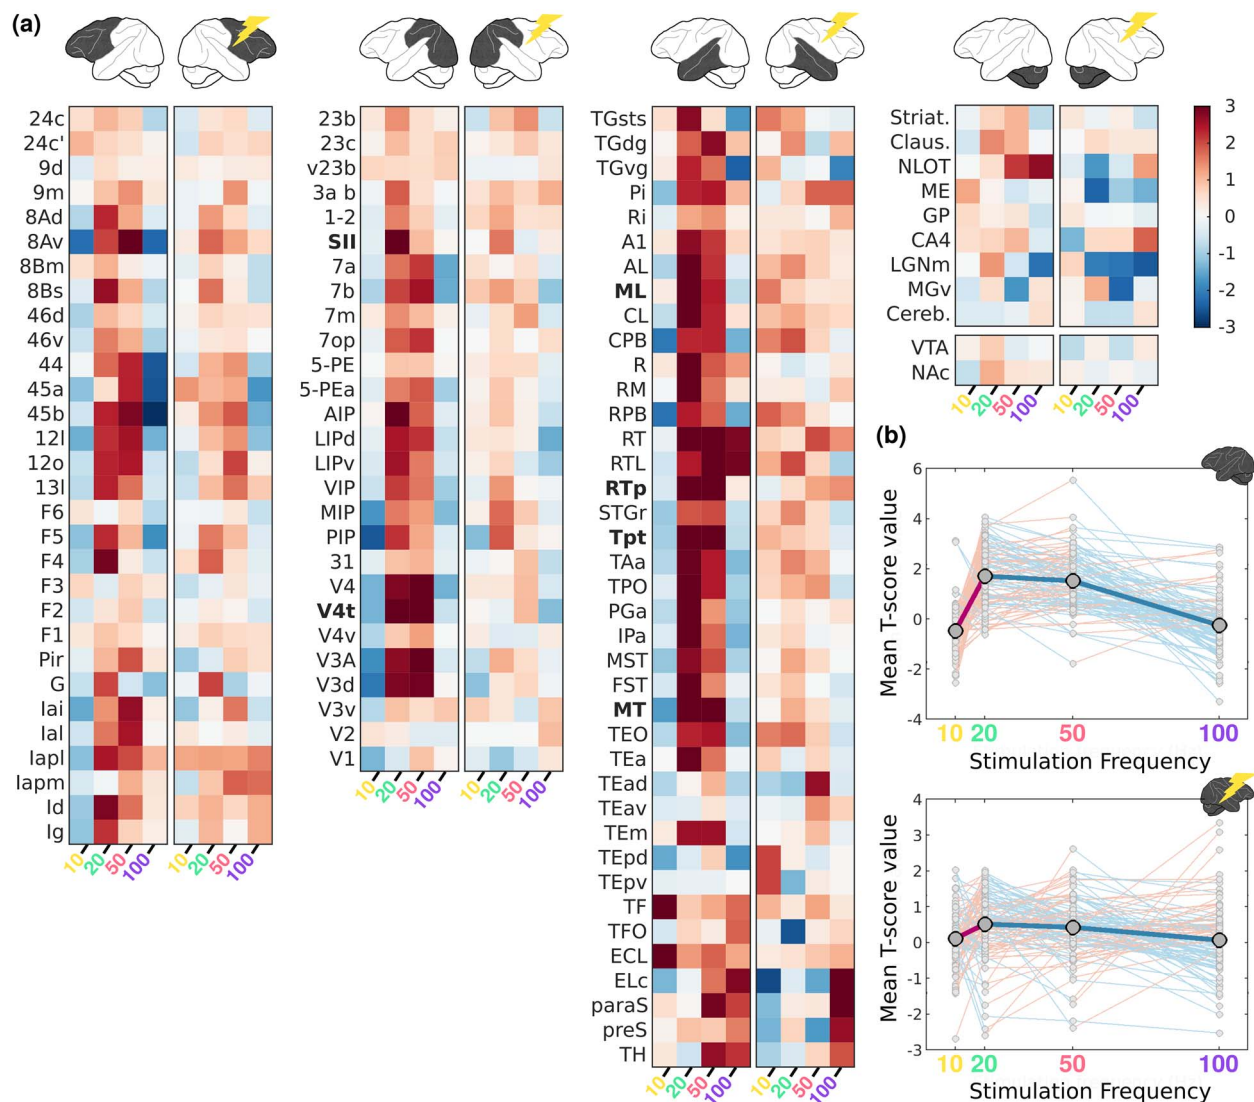 (a)
24c
24c'
9d
9m
8Ad
8Av
8Bm
8Bs
46d
46v
44
45a
45b
12l
12o
13l
F6
F5
F4
F3
F2
F1
Pir
G
Iai
Ial
Iapl
Iapm
Id
Ig
10 20 50 100 10 20 50 100
23b
23c
v23b
3a b
1-2
SII
7a
7b
7m
7op
5-PE
5-PEa
AIP
LIPd
LIPv
VIP
MIP
PIP
31
V4
V4t
V4v
V3A
V3d
V3v
V2
V1
10 20 50 100 10 20 50 100
TGsts
TGdg
TGvg
Pi
Ri
A1
AL
ML
CL
CPB
R
RM
RPB
RT
RTL
RTp
STGr
Tpt
TAa
TPO
PGa
IPa
MST
FST
MT
TEO
TEa
TEad
TEav
TEm
TEpd
TEpv
TF
TFO
ECL
ELc
paraS
preS
TH
10 20 50 100 10 20 50 100
Striat.
Claus.
NLOT
ME
GP
CA4
LGNm
MGv
Cereb.
VTA
NAc
10 20 50 100 10 20 50 100
3
2
1
0
-1
-2
-3
(b)
Mean T-score value
6
4
2
0
-2
-4
10 20 50 100
Stimulation Frequency
Mean T-score value
4
3
2
1
0
-1
-2
-3
10 20 50 100
Stimulation Frequency